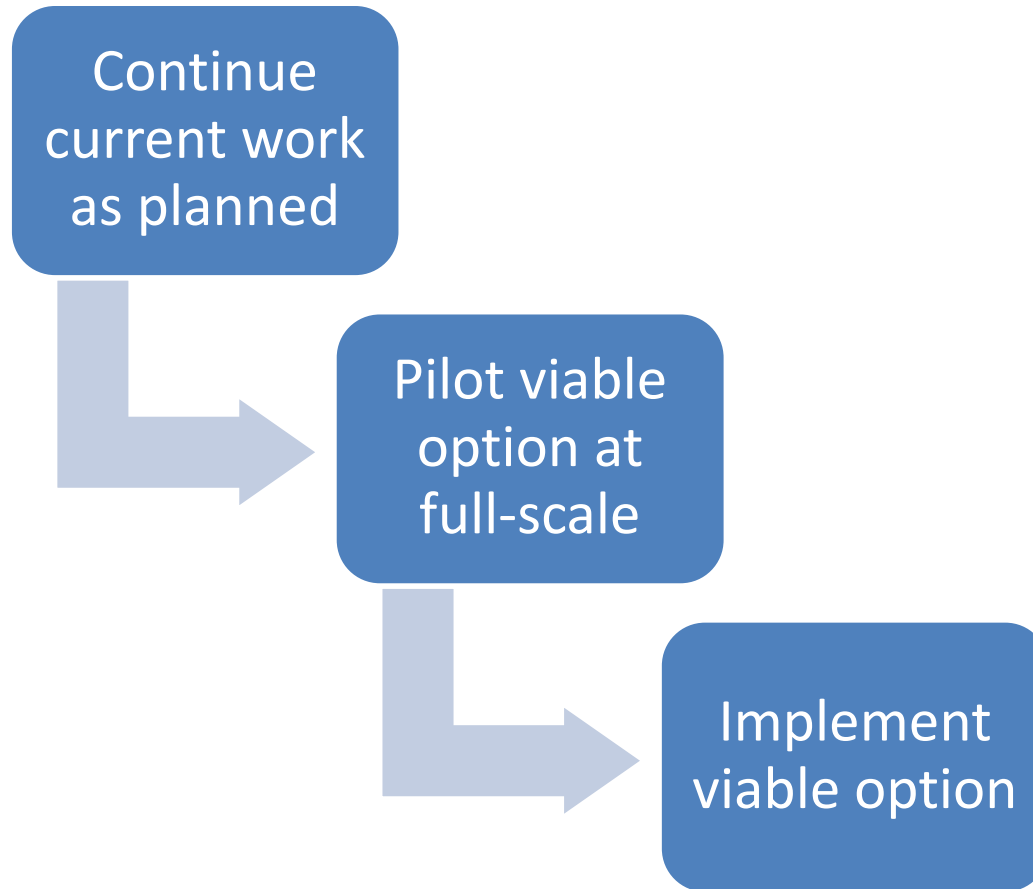 Continue
current work
as planned
Pilot viable
option at
full-scale
Implement
viable option